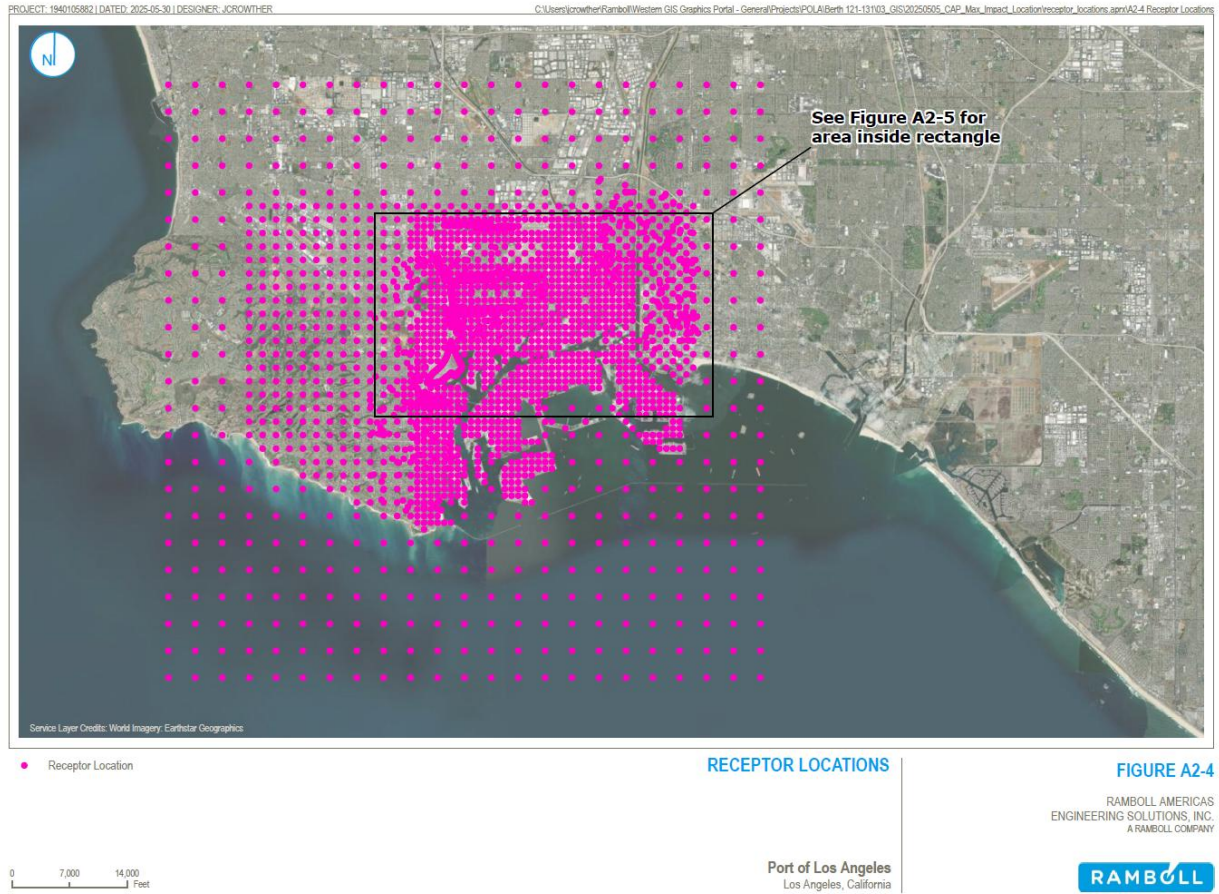 PROJECT: 1940105882 | DATED: 2025-05-30 | DESIGNER: JCROWTHER
C:\Users\jcrowther\Ramboll\Western GIS Graphics Portal - General\Projects\POLA\Berth 121-131\03_GIS\20250505_CAP_Max_Impact_Location\receptor_locations.aprx\A2-4 Receptor Locations
N
See Figure A2-5 for
area inside rectangle
Service Layer Credits: World Imagery: Earthstar Geographics
Receptor Location
RECEPTOR LOCATIONS
FIGURE A2-4
RAMBOLL AMERICAS
ENGINEERING SOLUTIONS, INC.
A RAMBOLL COMPANY
0 7,000 14,000
Feet
Port of Los Angeles
Los Angeles, California
RAMBOLL